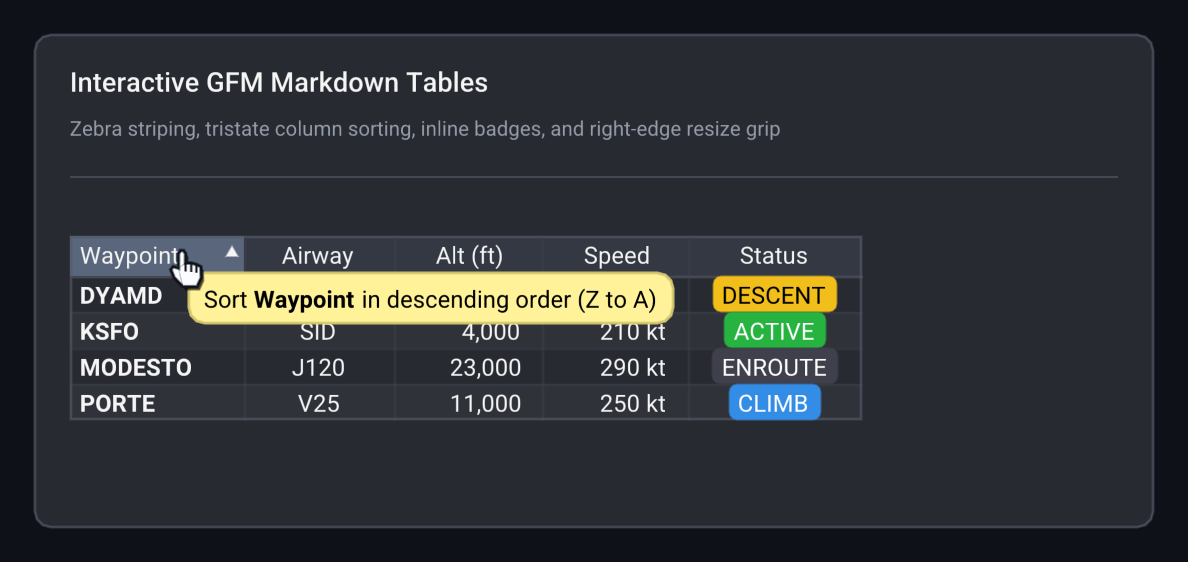 Interactive GFM Markdown Tables
Zebra striping, tristate column sorting, inline badges, and right-edge resize grip
Waypoint ▲ Airway Alt (ft) Speed Status
DYAMD DESCENT
Sort Waypoint in descending order (Z to A)
KSFO SID 4,000 210 kt ACTIVE
MODESTO J120 23,000 290 kt ENROUTE
PORTE V25 11,000 250 kt CLIMB